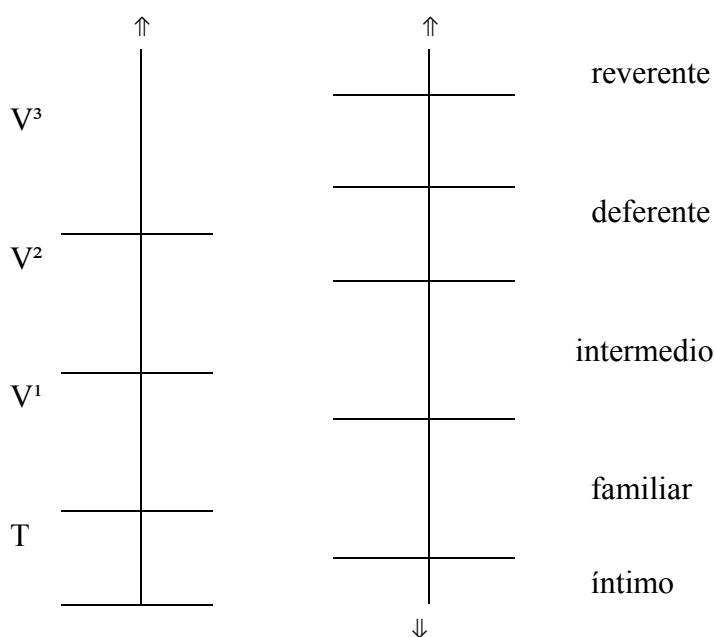 ⇑ ⇑
reverente
V³
deferente
V²
intermedio
V¹
familiar
T
íntimo
⇓